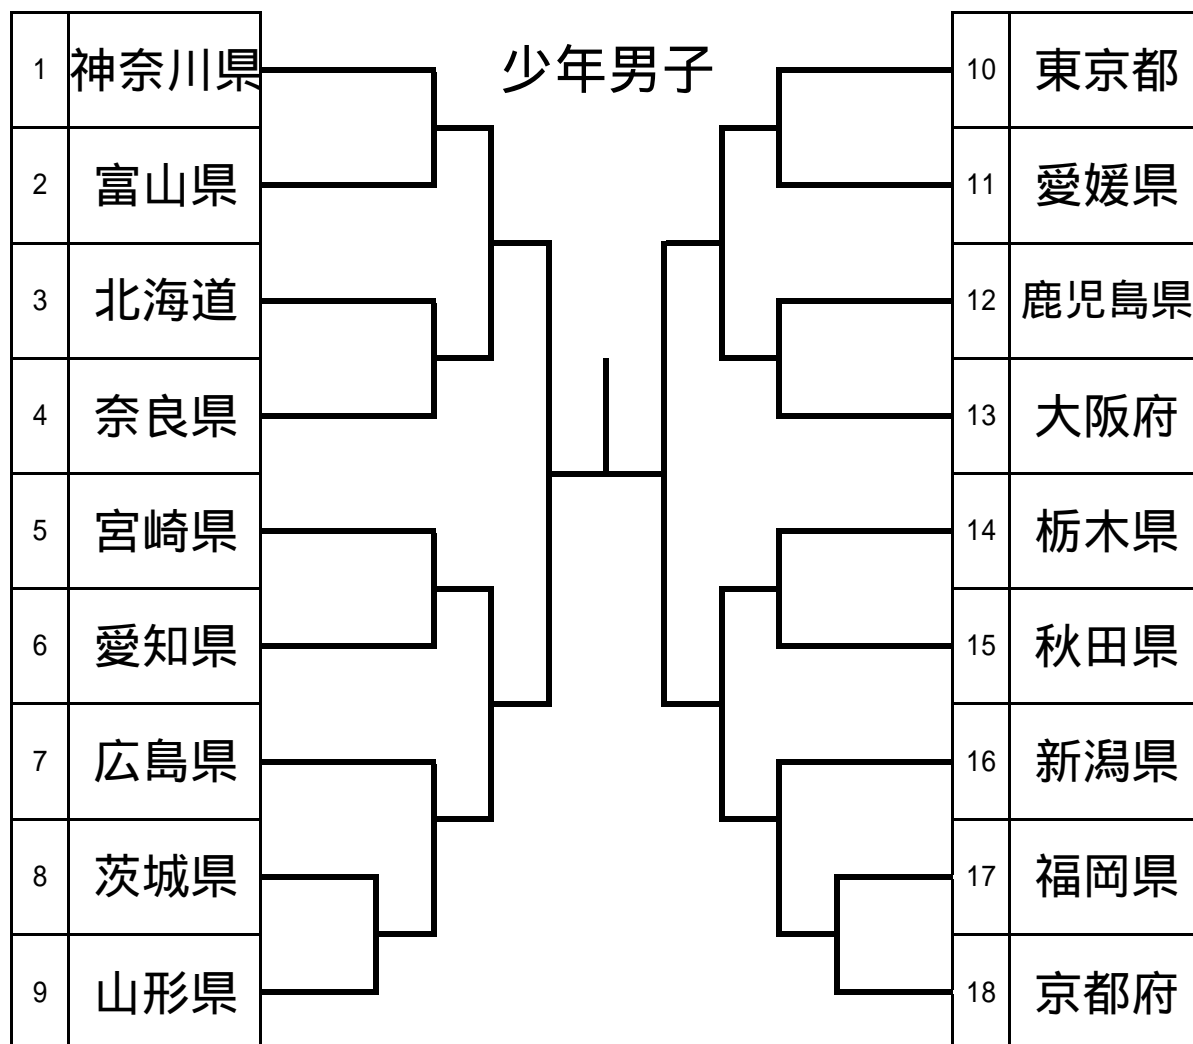 少年男子
1 神奈川県
2 富山県
3 北海道
4 奈良県
5 宮崎県
6 愛知県
7 広島県
8 茨城県
9 山形県
10 東京都
11 愛媛県
12 鹿児島県
13 大阪府
14 栃木県
15 秋田県
16 新潟県
17 福岡県
18 京都府